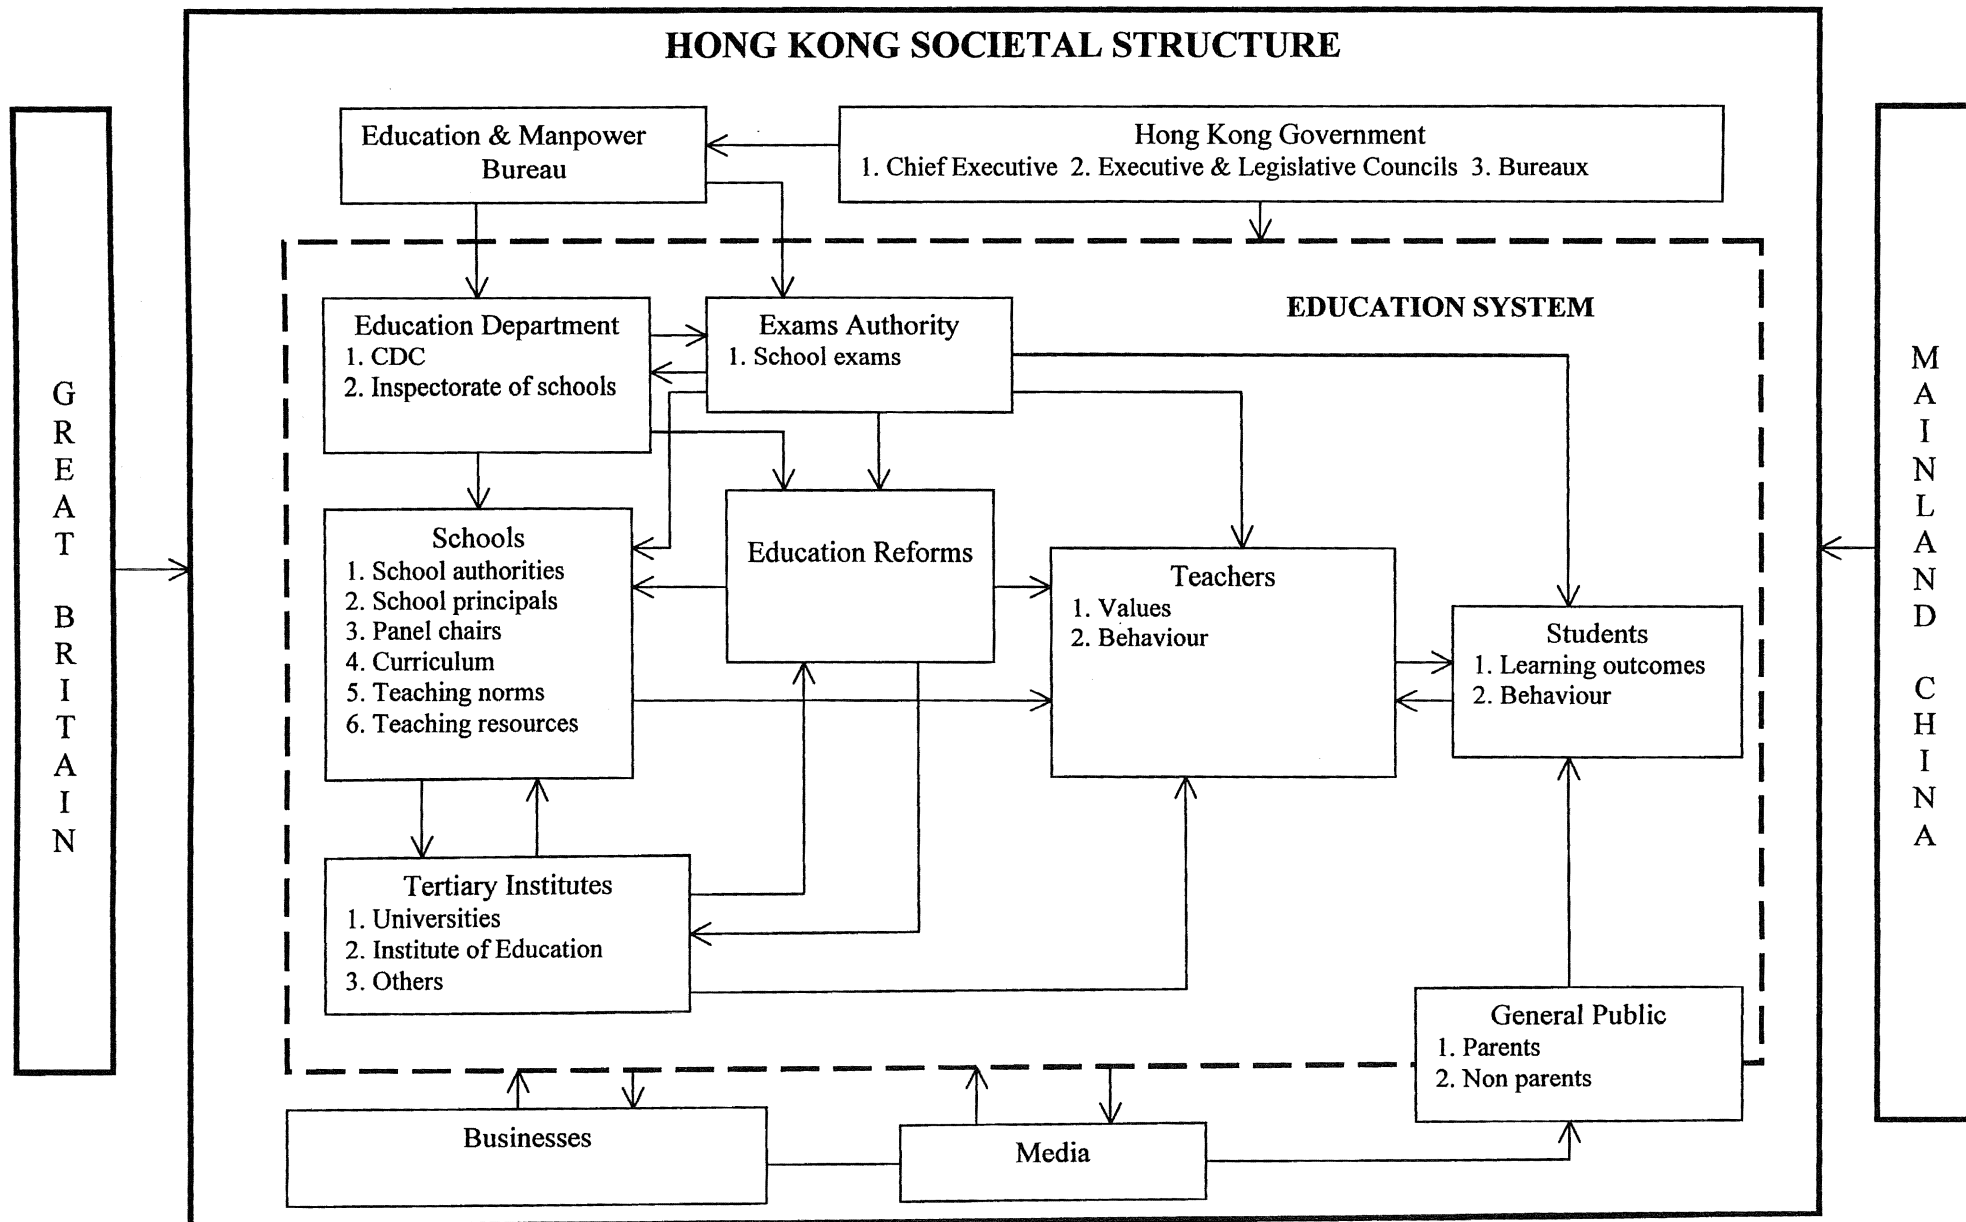 HONG KONG SOCIETAL STRUCTURE
GREAT BRITAIN
Education & Manpower
Bureau
Hong Kong Government
1. Chief Executive 2. Executive & Legislative Councils 3. Bureaux
EDUCATION SYSTEM
Education Department
1. CDC
2. Inspectorate of schools
Exams Authority
1. School exams
Schools
1. School authorities
2. School principals
3. Panel chairs
4. Curriculum
5. Teaching norms
6. Teaching resources
Education Reforms
Teachers
1. Values
2. Behaviour
Students
1. Learning outcomes
2. Behaviour
Tertiary Institutes
1. Universities
2. Institute of Education
3. Others
General Public
1. Parents
2. Non parents
Businesses
Media
MAINLAND CHINA